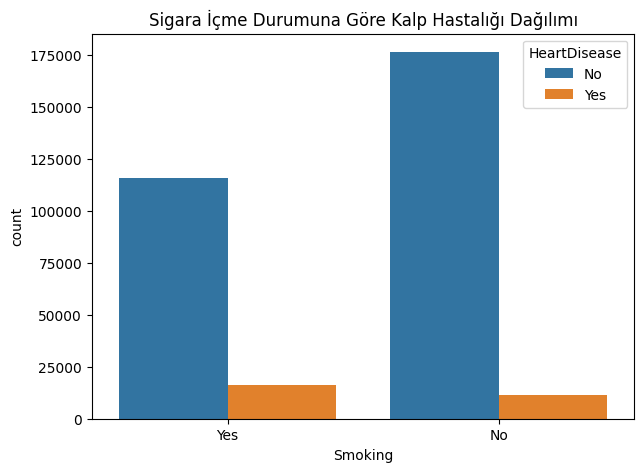 Sigara İçme Durumuna Göre Kalp Hastalığı Dağılımı
HeartDisease
No
Yes
175000
150000
125000
100000
75000
50000
25000
0
count
Yes
No
Smoking